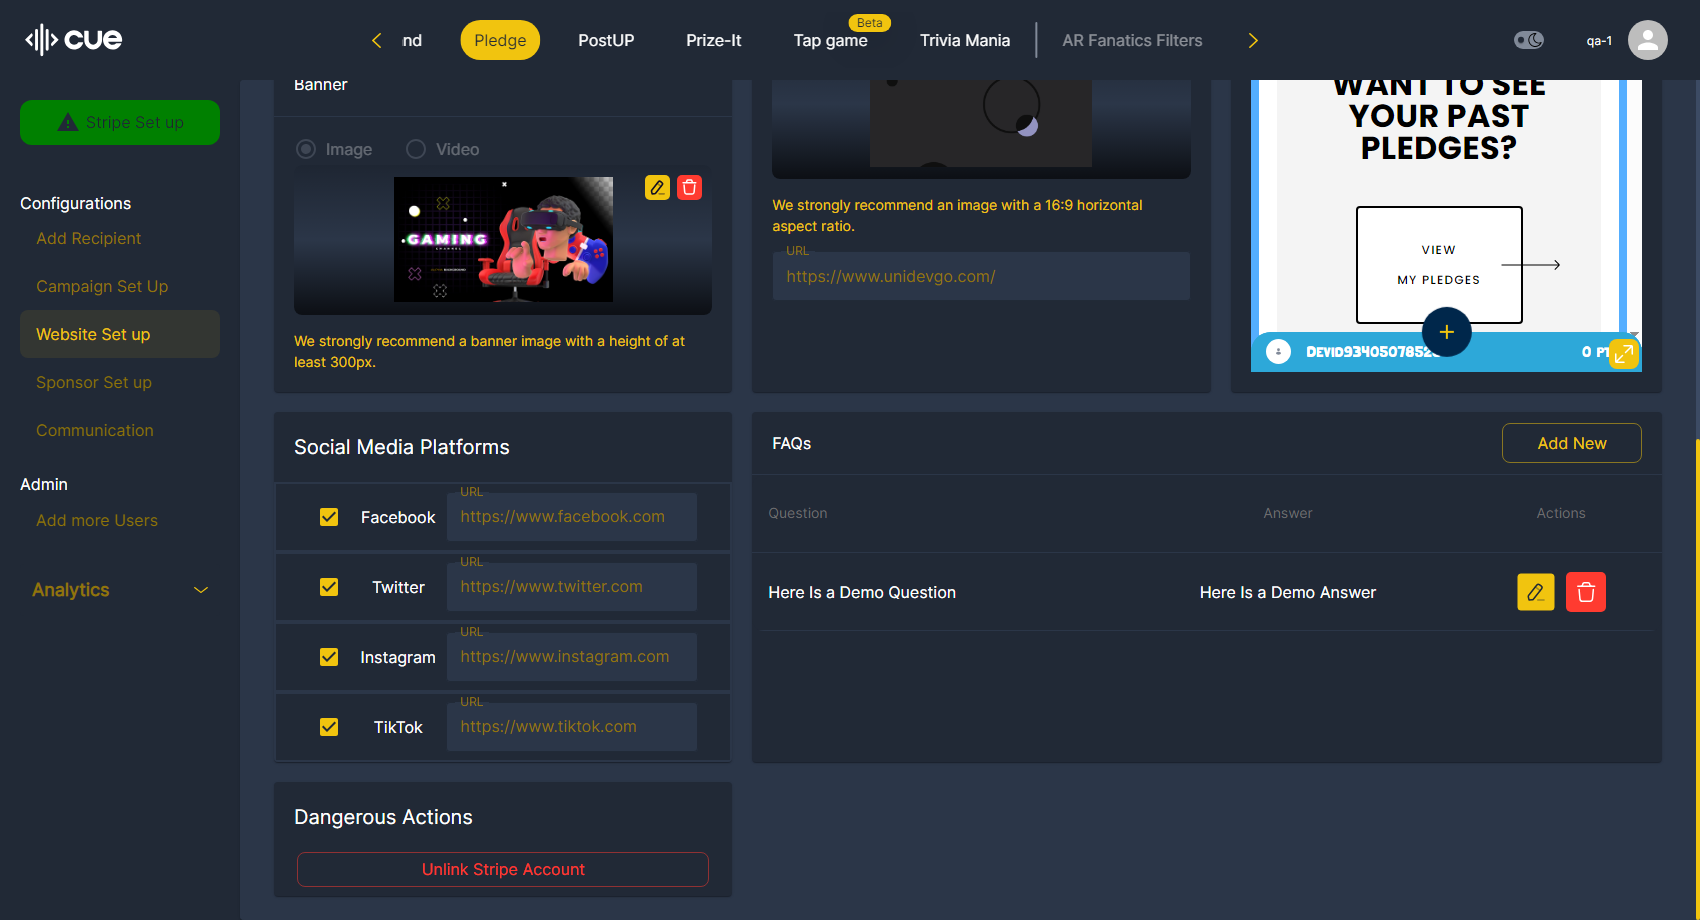 cue
nd
Pledge
PostUP
Prize-It
Beta
Tap game
Trivia Mania
AR Fanatics Filters
qa-1
Stripe Set up
Configurations
Add Recipient
Campaign Set Up
Website Set up
Sponsor Set up
Communication
Admin
Add more Users
Analytics
Banner
Image
Video
GAMING
We strongly recommend a banner image with a height of at
least 300px.
We strongly recommend an image with a 16:9 horizontal
aspect ratio.
URL
https://www.unidevgo.com/
WANT TO SEE
YOUR PAST
PLEDGES?
VIEW
MY PLEDGES
0 PT
Social Media Platforms
Facebook
URL
https://www.facebook.com
Twitter
URL
https://www.twitter.com
Instagram
URL
https://www.instagram.com
TikTok
URL
https://www.tiktok.com
FAQs
Add New
Question
Answer
Actions
Here Is a Demo Question
Here Is a Demo Answer
Dangerous Actions
Unlink Stripe Account